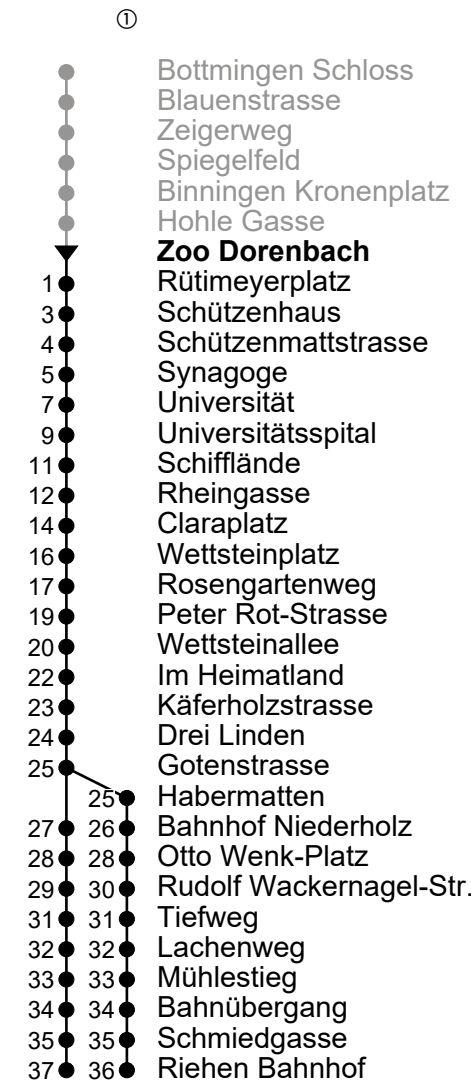 ①
Bottmingen Schloss
Blauenstrasse
Zeigerweg
Spiegelfeld
Binningen Kronenplatz
Hohle Gasse
Zoo Dorenbach
1 Rütimeyerplatz
3 Schützenhaus
4 Schützenmattstrasse
5 Synagoge
7 Universität
9 Universitätsspital
11 Schifflände
12 Rheingasse
14 Claraplatz
16 Wettsteinplatz
17 Rosengartenweg
19 Peter Rot-Strasse
20 Wettsteinallee
22 Im Heimatland
23 Käferholzstrasse
24 Drei Linden
25 Gotenstrasse
25 Habermatten
27 26 Bahnhof Niederholz
28 28 Otto Wenk-Platz
29 30 Rudolf Wackernagel-Str.
31 31 Tiefweg
32 32 Lachenweg
33 33 Mühlestieg
34 34 Bahnübergang
35 35 Schmiedgasse
37 36 Riehen Bahnhof